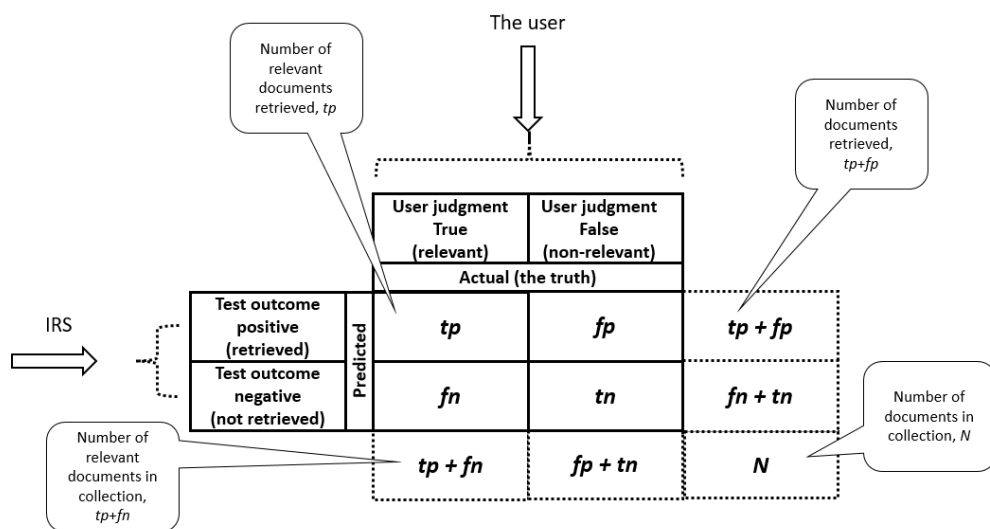 The user
Number of
relevant
documents
retrieved, tp
Number of
documents
retrieved,
tp+fp
User judgment
True
(relevant)
User judgment
False
(non-relevant)
Actual (the truth)
IRS
Test outcome
positive
(retrieved)
Predicted
tp
fp
tp + fp
Test outcome
negative
(not retrieved)
fn
tn
fn + tn
Number of
documents in
collection, N
Number of
relevant
documents in
collection,
tp+fn
tp + fn
fp + tn
N